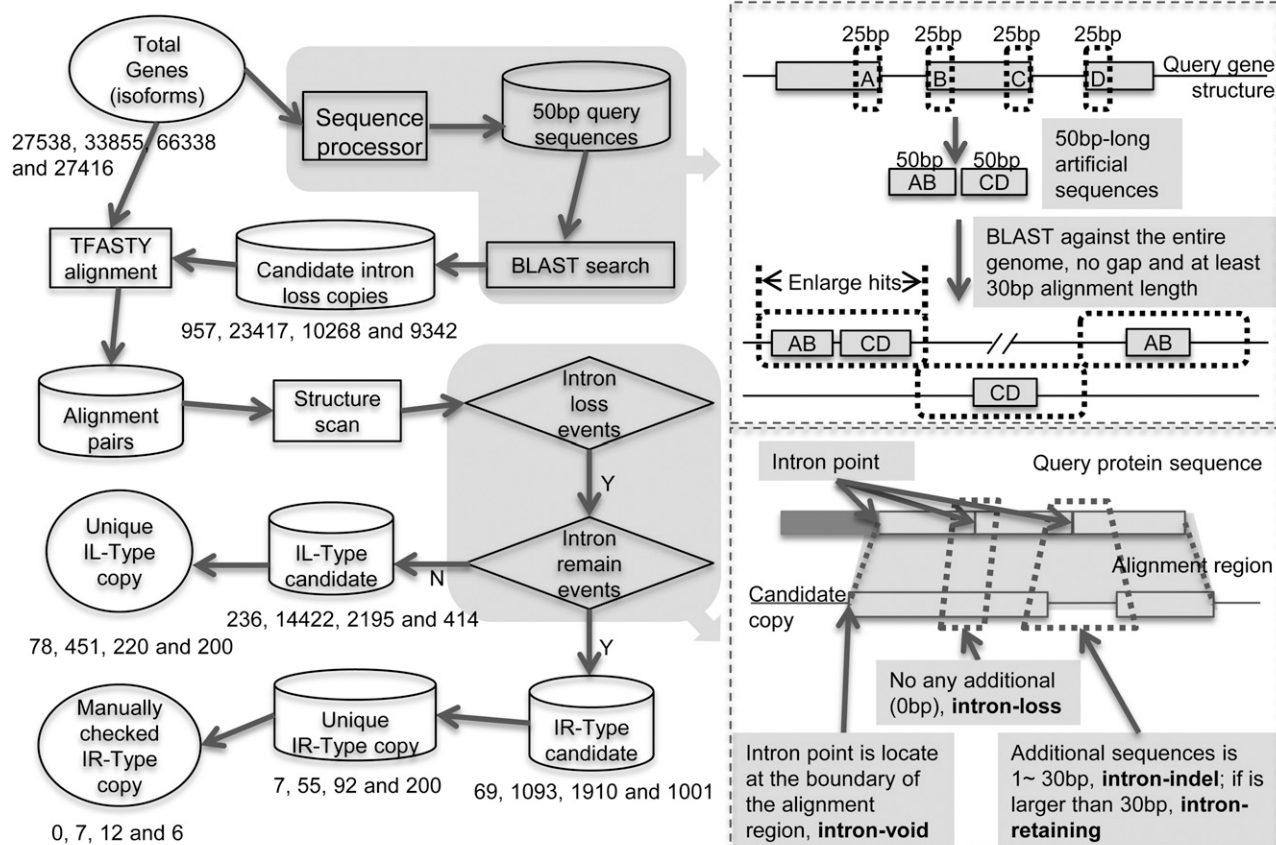 Total
Genes
(isoforms)
27538, 33855, 66338
and 27416
Sequence
processor
50bp query
sequences
TFASTY
alignment
Candidate intron
loss copies
BLAST search
957, 23417, 10268 and 9342
Alignment
pairs
Structure
scan
Intron
loss
events
Y
Unique
IL-Type
copy
IL-Type
candidate
N
Intron
remain
events
236, 14422, 2195 and 414
78, 451, 220 and 200
Y
Manually
checked
IR-Type
copy
Unique
IR-Type copy
IR-Type
candidate
7, 55, 92 and 200
69, 1093, 1910 and 1001
0, 7, 12 and 6
25bp 25bp 25bp 25bp
A B C D
Query gene
structure
50bp 50bp
AB CD
50bp-long
artificial
sequences
BLAST against the entire
genome, no gap and at least
30bp alignment length
Enlarge hits
AB CD AB
CD
Intron point
Query protein sequence
Alignment region
Candidate
copy
No any additional
(0bp), intron-loss
Intron point is locate
at the boundary of
the alignment
region, intron-void
Additional sequences is
1~ 30bp, intron-indel; if is
larger than 30bp, intron-
retaining